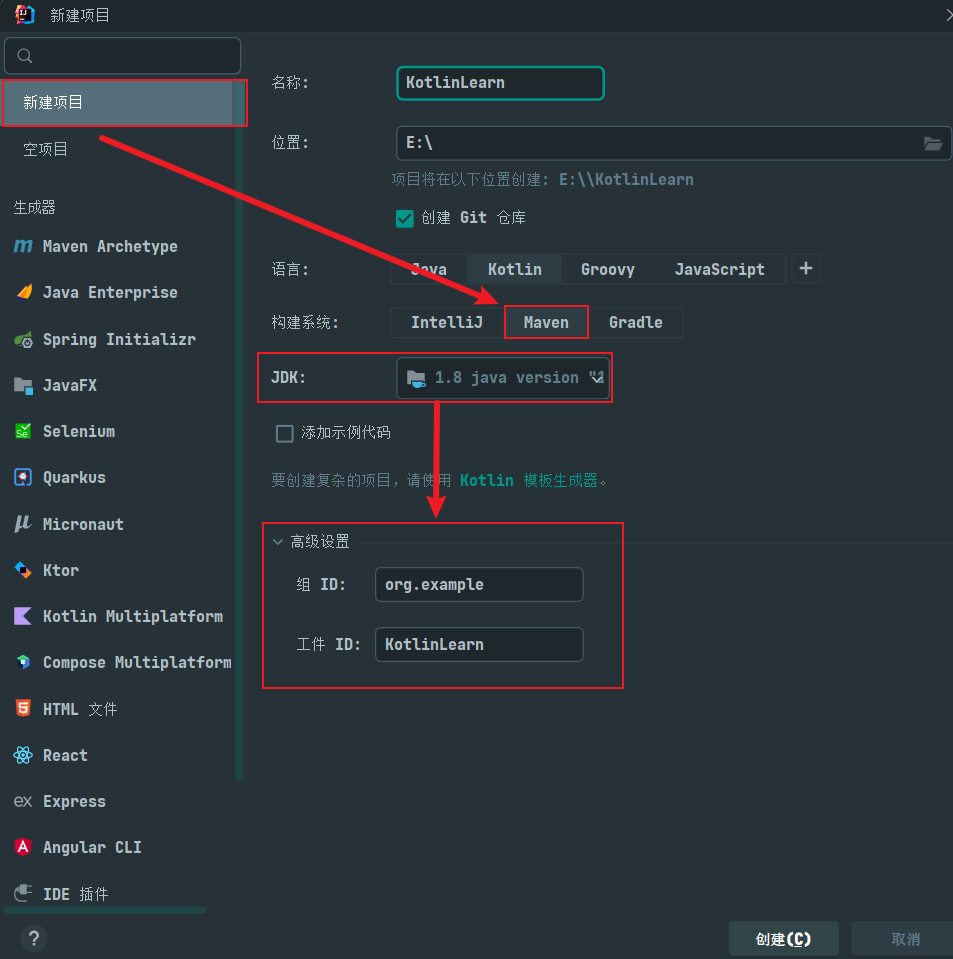 新建项目
新建项目
空项目
生成器
Maven Archetype
Java Enterprise
Spring Initializr
JavaFX
Selenium
Quarkus
Micronaut
Ktor
Kotlin Multiplatform
Compose Multiplatform
HTML 文件
React
Express
Angular CLI
IDE 插件
?
名称: KotlinLearn
位置: E:\
项目将在以下位置创建: E:\\KotlinLearn
创建 Git 仓库
语言: Java Kotlin Groovy JavaScript +
构建系统: IntelliJ Maven Gradle
JDK: 1.8 java version "1
添加示例代码
要创建复杂的项目，请使用 Kotlin 模板生成器。
高级设置
组 ID: org.example
工件 ID: KotlinLearn
创建(C) 取消